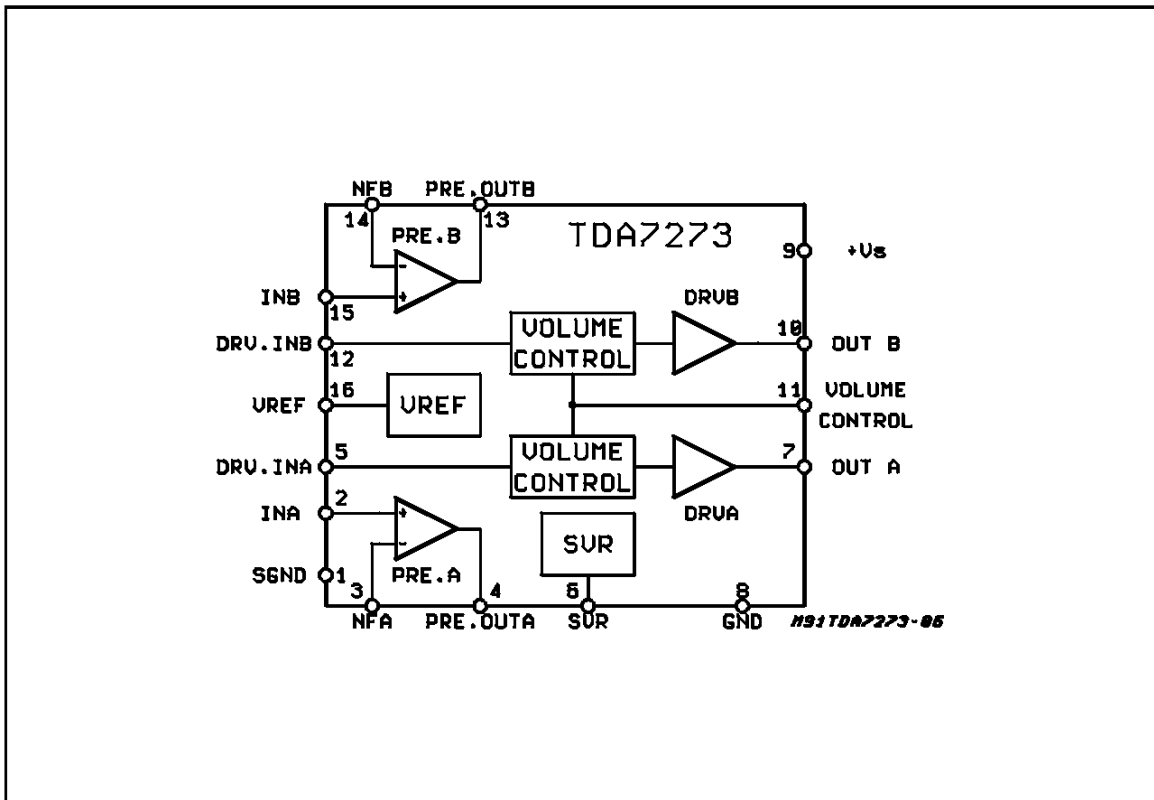 NFB PRE.OUTB
14 13
PRE.B
TDA7273
9 +Vs
-
+
INB
15
DRVB
DRV.INB
12
VOLUME
CONTROL
10 OUT B
16
VREF
VREF
11 VOLUME
CONTROL
5
DRV.INA
VOLUME
CONTROL
7 OUT A
2
INA
+
-
DRVA
SVR
SGND 1
PRE.A
3 4 6 8
NFA PRE.OUTA SVR GND M91TDA7273-06